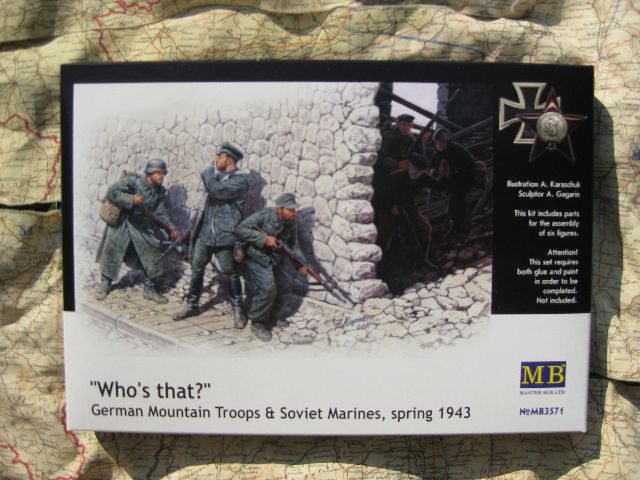 Illustration A. Karaschuk
Sculptor A. Gagarin
This kit includes parts
for the assembly
of six figures.
Attention!
This set requires
both glue and paint
in order to be
completed.
Not included.
"Who's that?"
German Mountain Troops & Soviet Marines, spring 1943
MB
MASTER BOX LTD
№MB3571